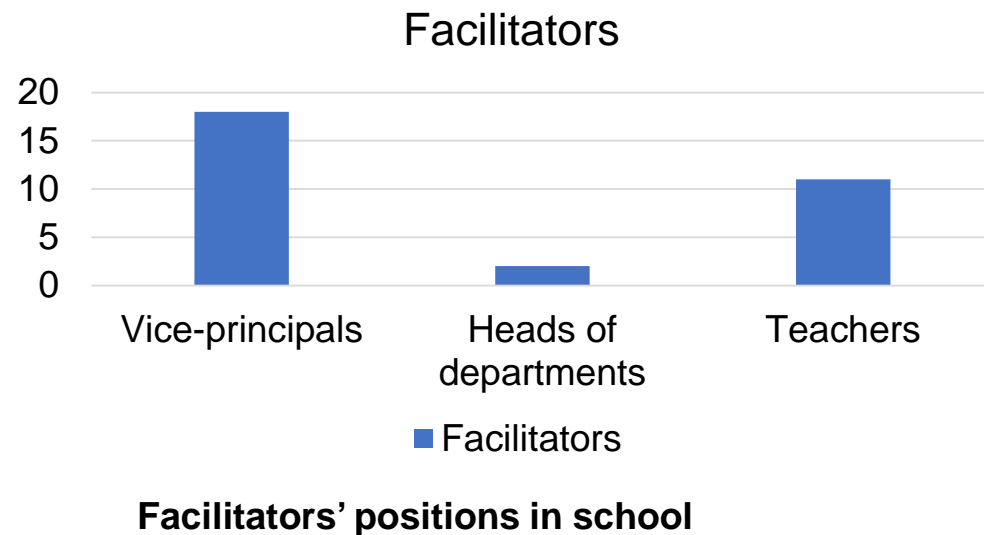 Facilitators
20
15
10
5
0
Vice-principals
Heads of
departments
Teachers
Facilitators
Facilitators’ positions in school